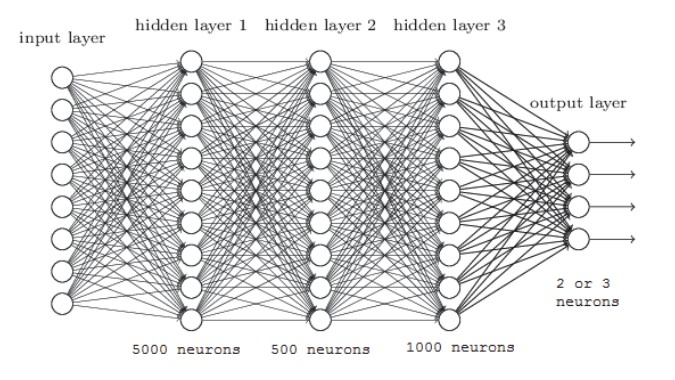 hidden layer 1
hidden layer 2
hidden layer 3
input layer
output layer
2 or 3
neurons
5000 neurons
500 neurons
1000 neurons